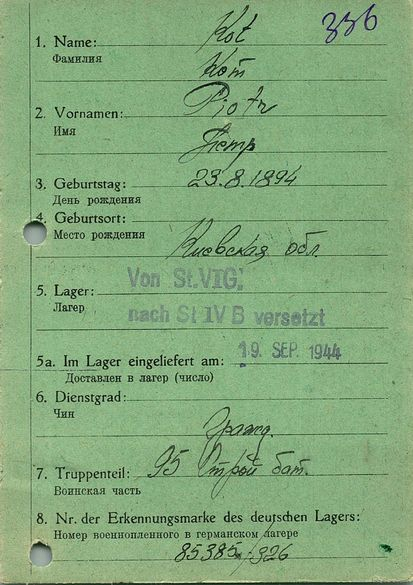 336
1. Name: Kot
Фамилия
Кот
2. Vornamen: Piotr
Имя
Петр
3. Geburtstag: 23.8.1894
День рождения
4. Geburtsort:
Место рождения
Киевская обл.
Von St.VIG.
5. Lager:
Лагер
nach St IV B versetzt
5a. Im Lager eingeliefert am: 19. SEP. 1944
Доставлен в лагер (число)
6. Dienstgrad:
Чин
Гражд.
7. Truppenteil: 95 Строй бат.
Воинская часть
8. Nr. der Erkennungsmarke des deutschen Lagers:
Номер военнопленного в германском лагере
85385/326